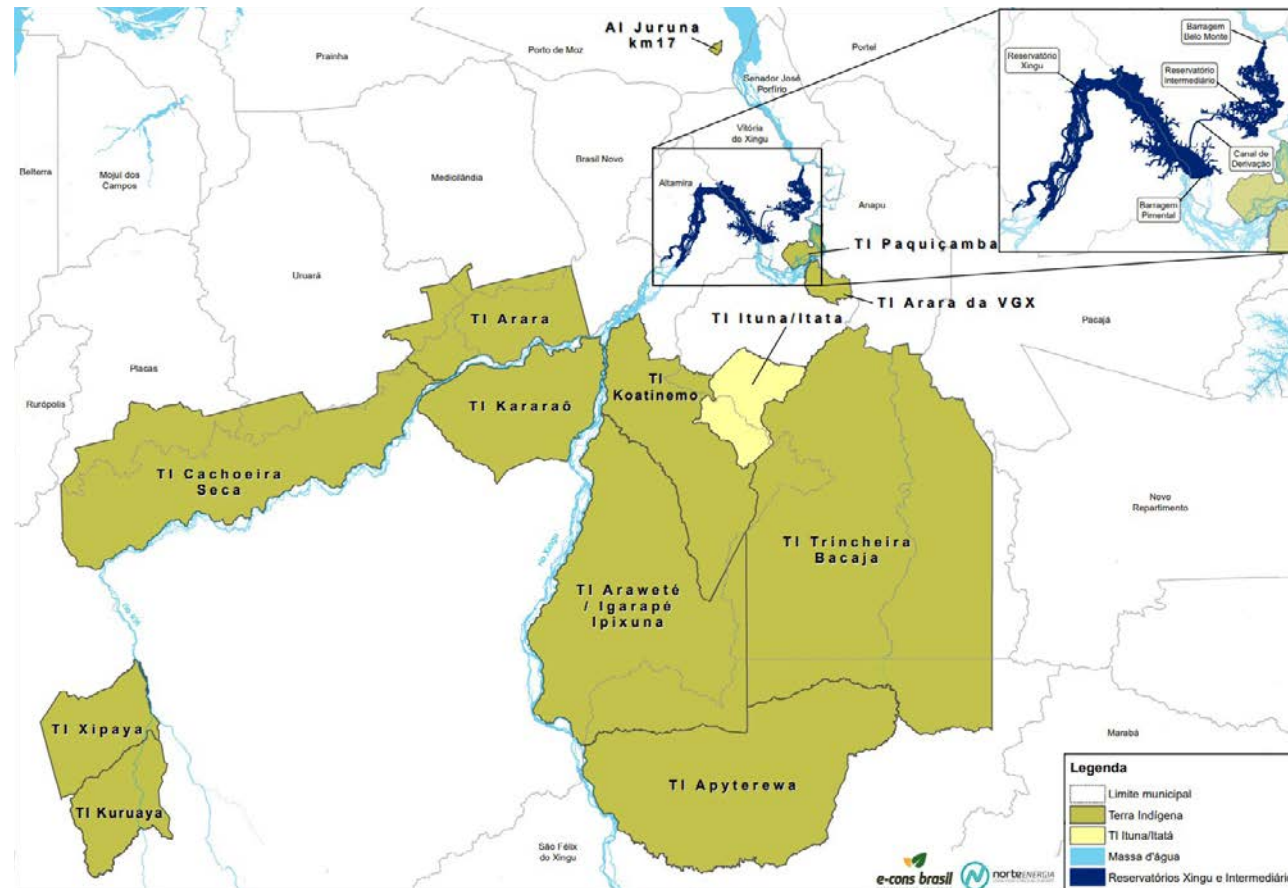 AI Juruna
km17
Prainha
Porto de Moz
Portel
Senador José
Porfírio
Barragem
Belo Monte
Reservatório
Xingu
Reservatório
Intermediário
Canal de
Derivação
Barragem
Pimental
Belterra
Mojuí dos
Campos
Medicilândia
Brasil Novo
Vitória
do Xingu
Altamira
Anapu
Uruará
TI Paquiçamba
TI Arara da VGX
TI Ituna/Itata
Pacajá
TI Arara
Placas
Rurópolis
TI Kararaô
TI
Koatinemo
TI Cachoeira
Seca
Novo
Repartimento
rio Xingu
TI Trincheira
Bacaja
TI Araweté
/ Igarapé
Ipixuna
TI Xipaya
TI Kuruaya
TI Apyterewa
Marabá
São Félix
do Xingu
Legenda
Limite municipal
Terra Indígena
TI Ituna/Itatá
Massa d'água
Reservatórios Xingu e Intermediário
e-cons brasil
norteENERGIA